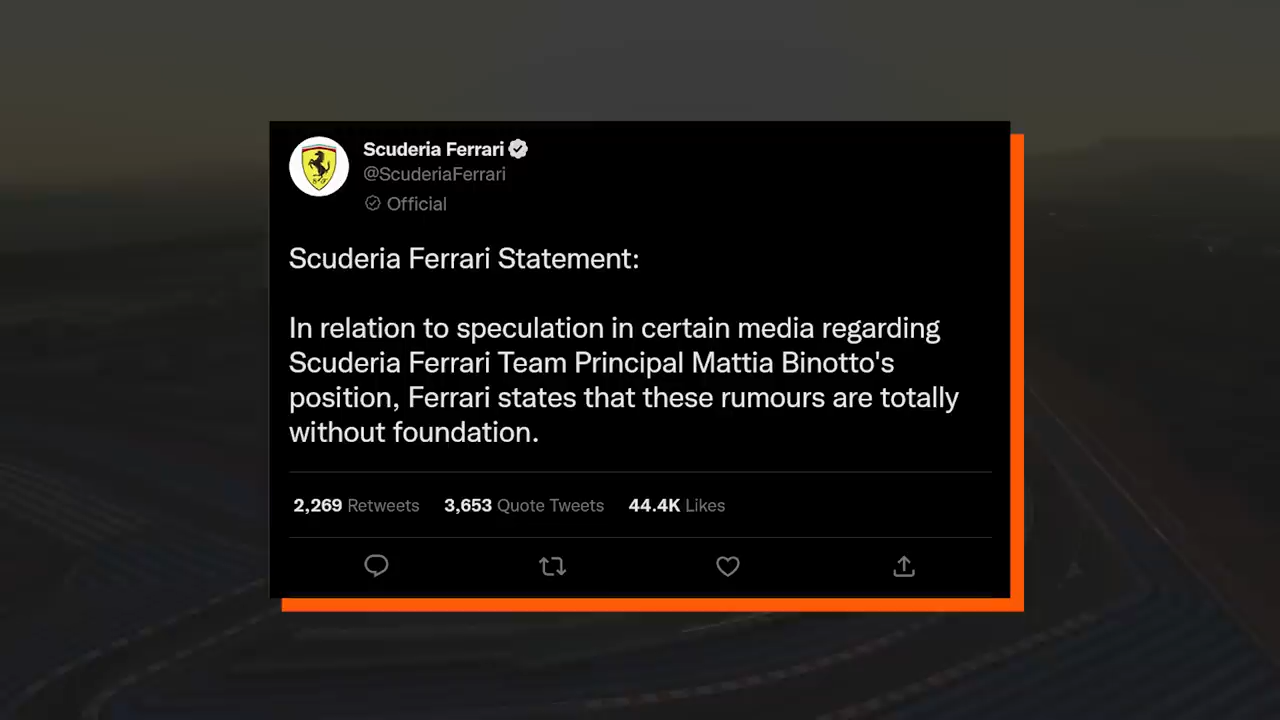 Scuderia Ferrari
@ScuderiaFerrari
Official
Scuderia Ferrari Statement:
In relation to speculation in certain media regarding
Scuderia Ferrari Team Principal Mattia Binotto's
position, Ferrari states that these rumours are totally
without foundation.
2,269 Retweets 3,653 Quote Tweets 44.4K Likes